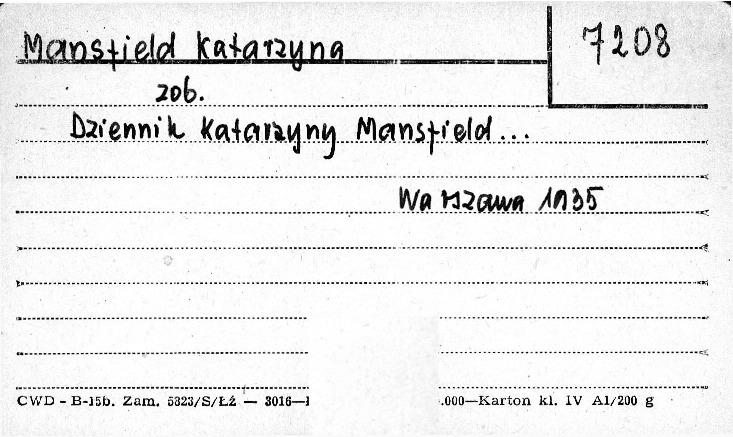 Mansfield Katarzyna
7208
zob.
Dziennik Katarzyny Mansfield...
Warszawa 1935
CWD - B-15b. Zam. 5323/S/Łź — 3016— .000—Karton kl. IV A1/200 g